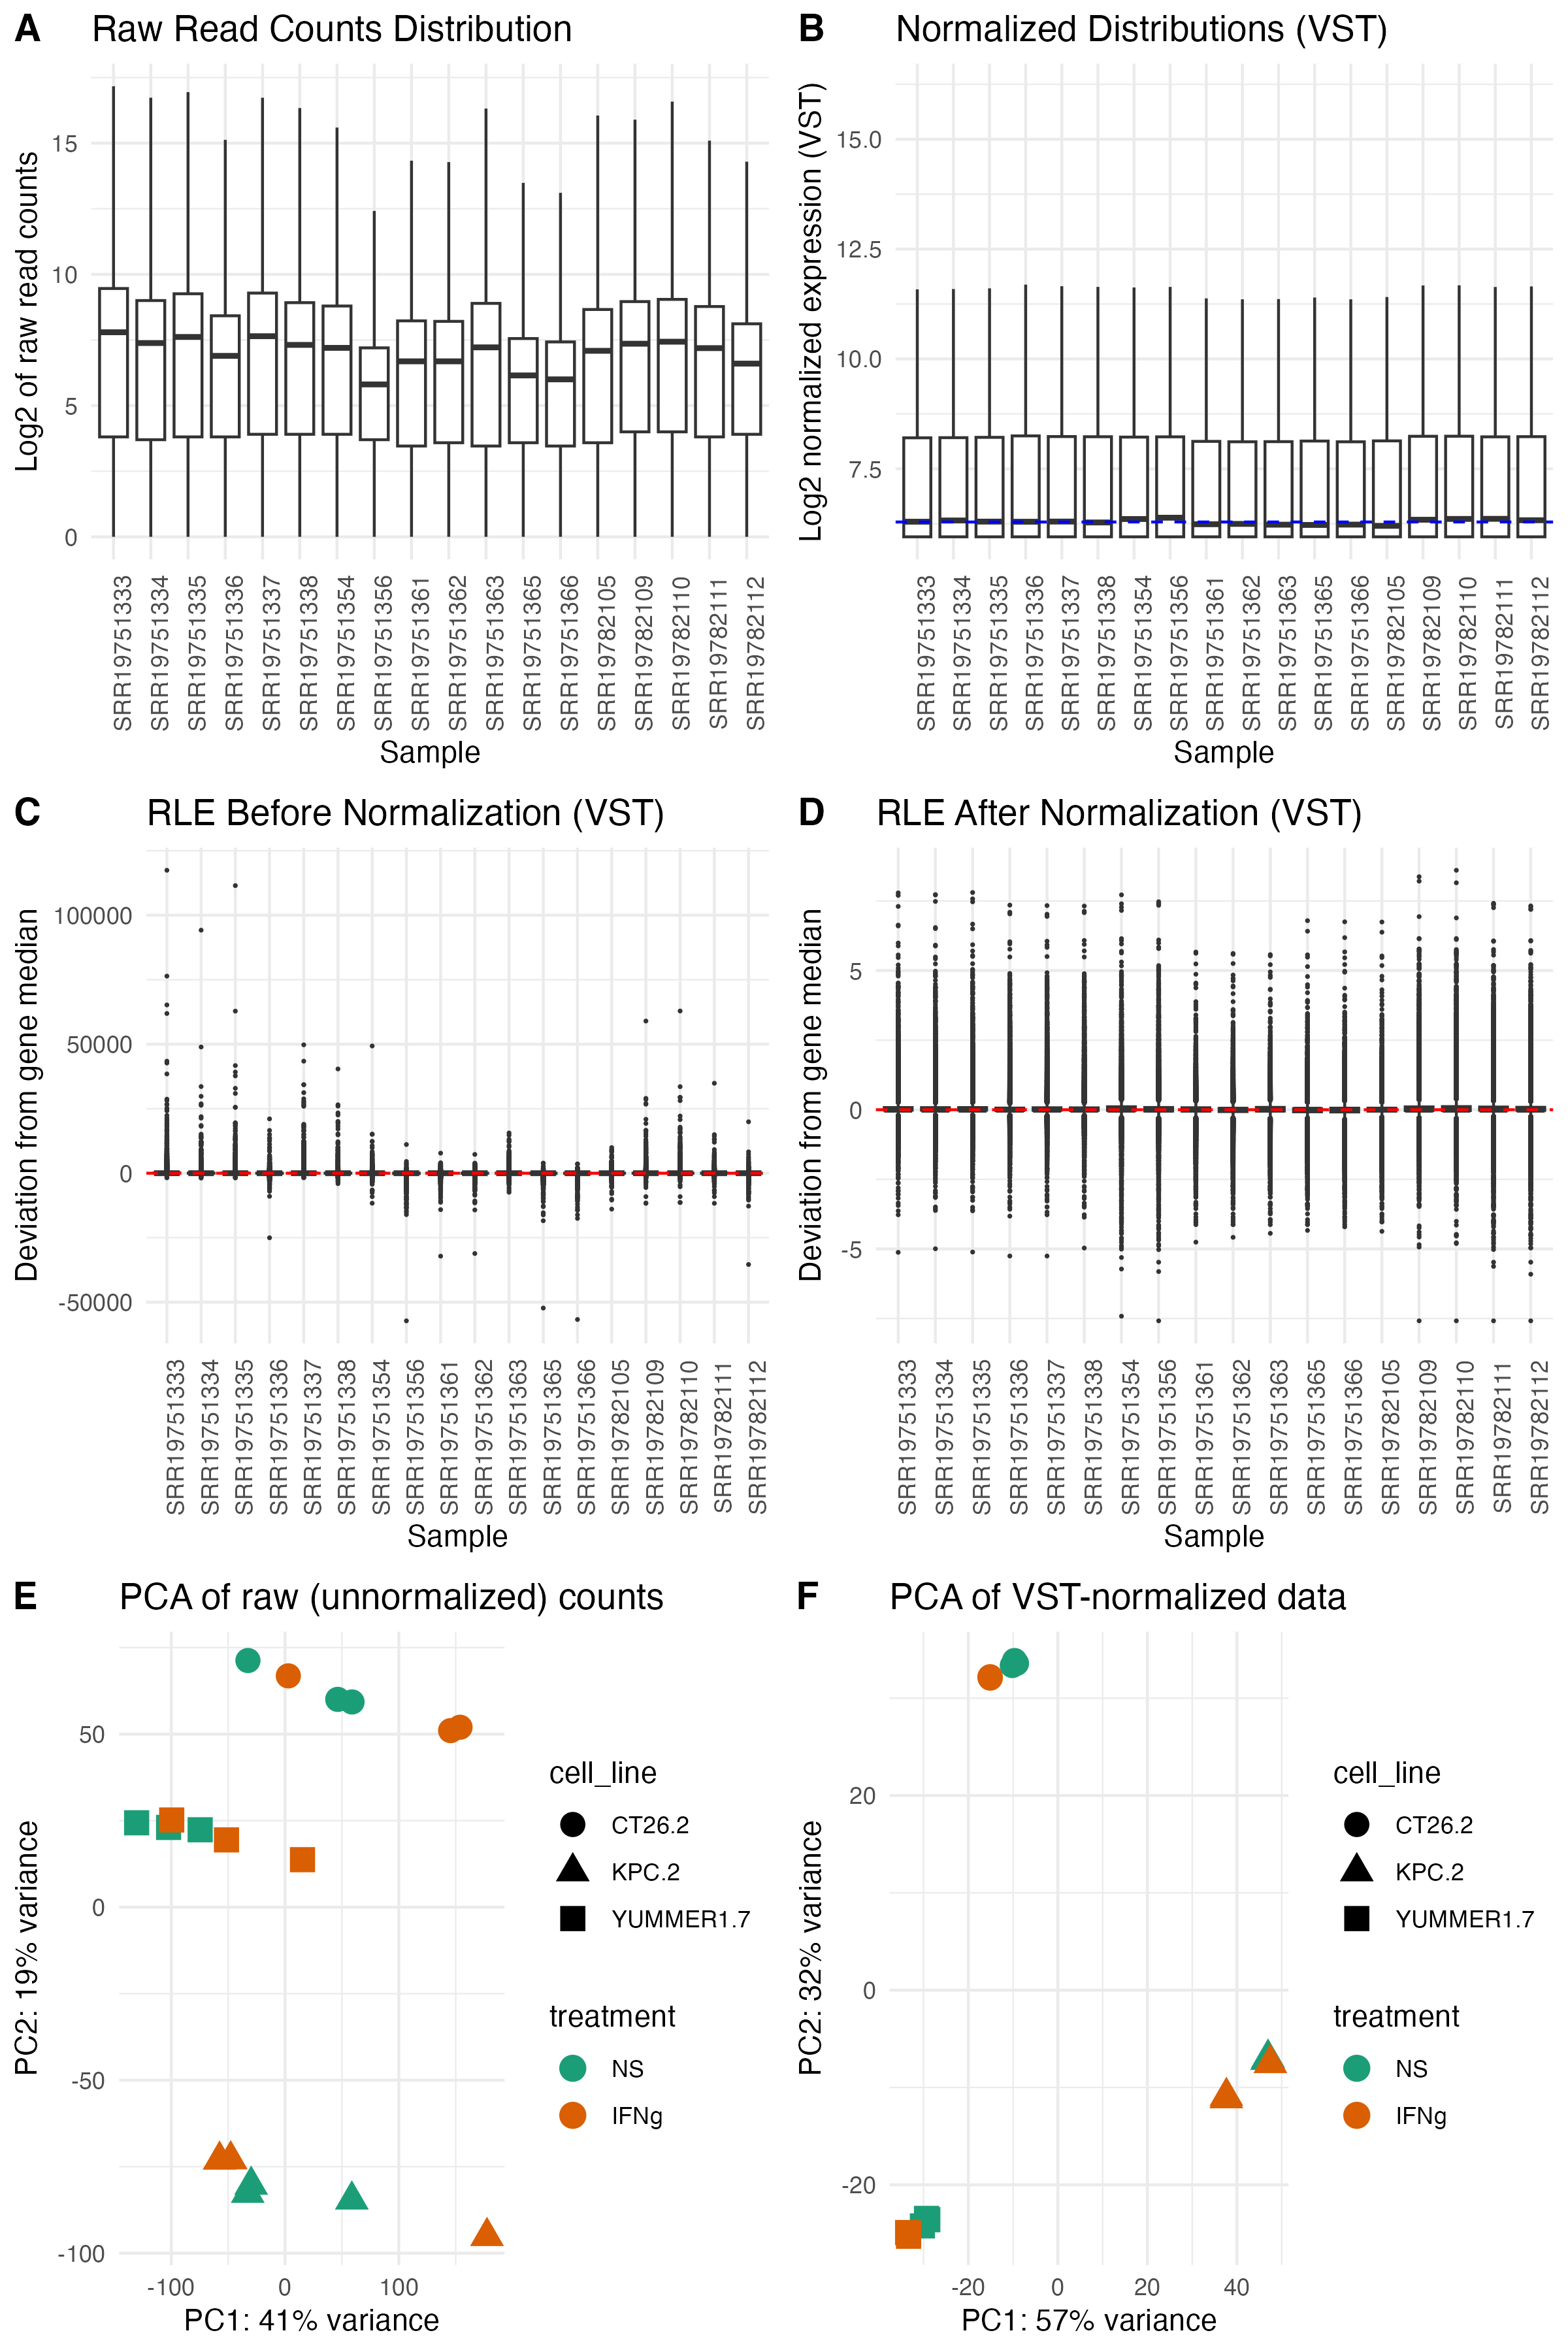 A Raw Read Counts Distribution
Log2 of raw read counts
15
10
5
0
SRR19751333
SRR19751334
SRR19751335
SRR19751336
SRR19751337
SRR19751338
SRR19751354
SRR19751356
SRR19751361
SRR19751362
SRR19751363
SRR19751365
SRR19751366
SRR19782105
SRR19782109
SRR19782110
SRR19782111
SRR19782112
Sample
B Normalized Distributions (VST)
Log2 normalized expression (VST)
15.0
12.5
10.0
7.5
SRR19751333
SRR19751334
SRR19751335
SRR19751336
SRR19751337
SRR19751338
SRR19751354
SRR19751356
SRR19751361
SRR19751362
SRR19751363
SRR19751365
SRR19751366
SRR19782105
SRR19782109
SRR19782110
SRR19782111
SRR19782112
Sample
C RLE Before Normalization (VST)
Deviation from gene median
100000
50000
0
-50000
SRR19751333
SRR19751334
SRR19751335
SRR19751336
SRR19751337
SRR19751338
SRR19751354
SRR19751356
SRR19751361
SRR19751362
SRR19751363
SRR19751365
SRR19751366
SRR19782105
SRR19782109
SRR19782110
SRR19782111
SRR19782112
Sample
D RLE After Normalization (VST)
Deviation from gene median
5
0
-5
SRR19751333
SRR19751334
SRR19751335
SRR19751336
SRR19751337
SRR19751338
SRR19751354
SRR19751356
SRR19751361
SRR19751362
SRR19751363
SRR19751365
SRR19751366
SRR19782105
SRR19782109
SRR19782110
SRR19782111
SRR19782112
Sample
E PCA of raw (unnormalized) counts
PC2: 19% variance
50
0
-50
-100
-100 0 100
PC1: 41% variance
cell_line
CT26.2
KPC.2
YUMMER1.7
treatment
NS
IFNg
F PCA of VST-normalized data
PC2: 32% variance
20
0
-20
-20 0 20 40
PC1: 57% variance
cell_line
CT26.2
KPC.2
YUMMER1.7
treatment
NS
IFNg